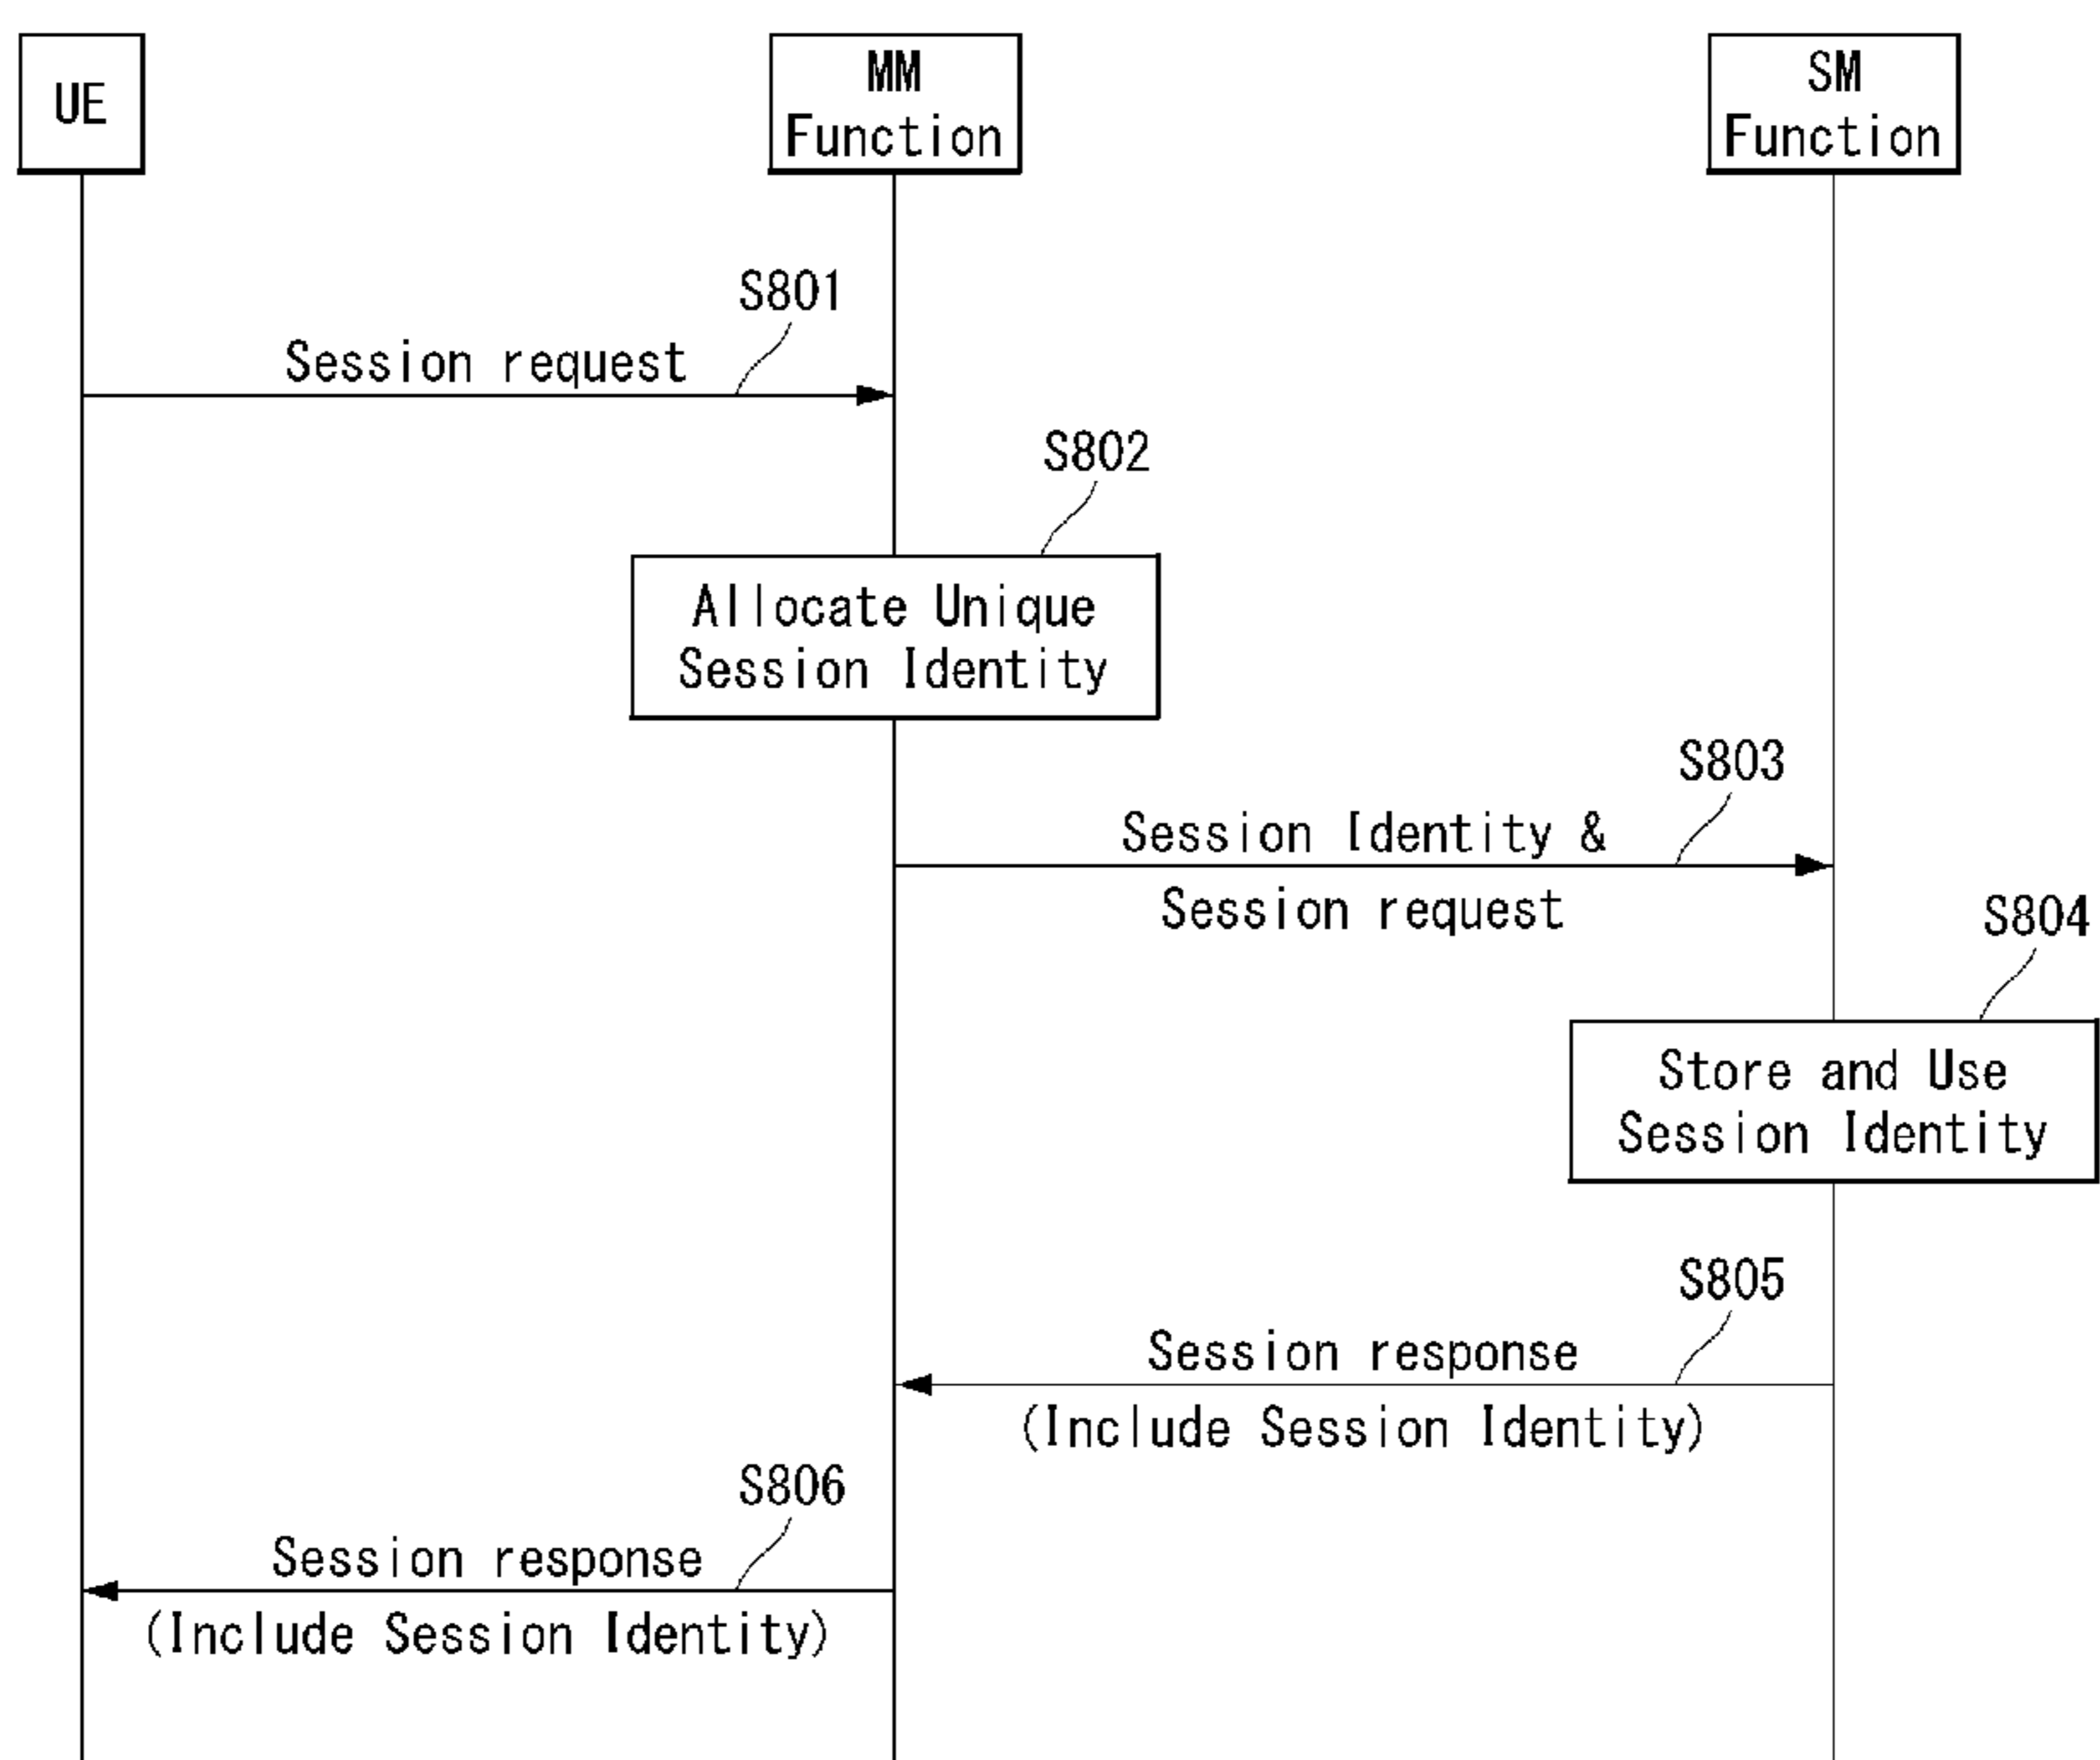 UE
MM
Function
SM
Function
S801
Session request
S802
Allocate Unique
Session Identity
S803
Session Identity &
Session request
S804
Store and Use
Session Identity
S805
Session response
(Include Session Identity)
S806
Session response
(Include Session Identity)